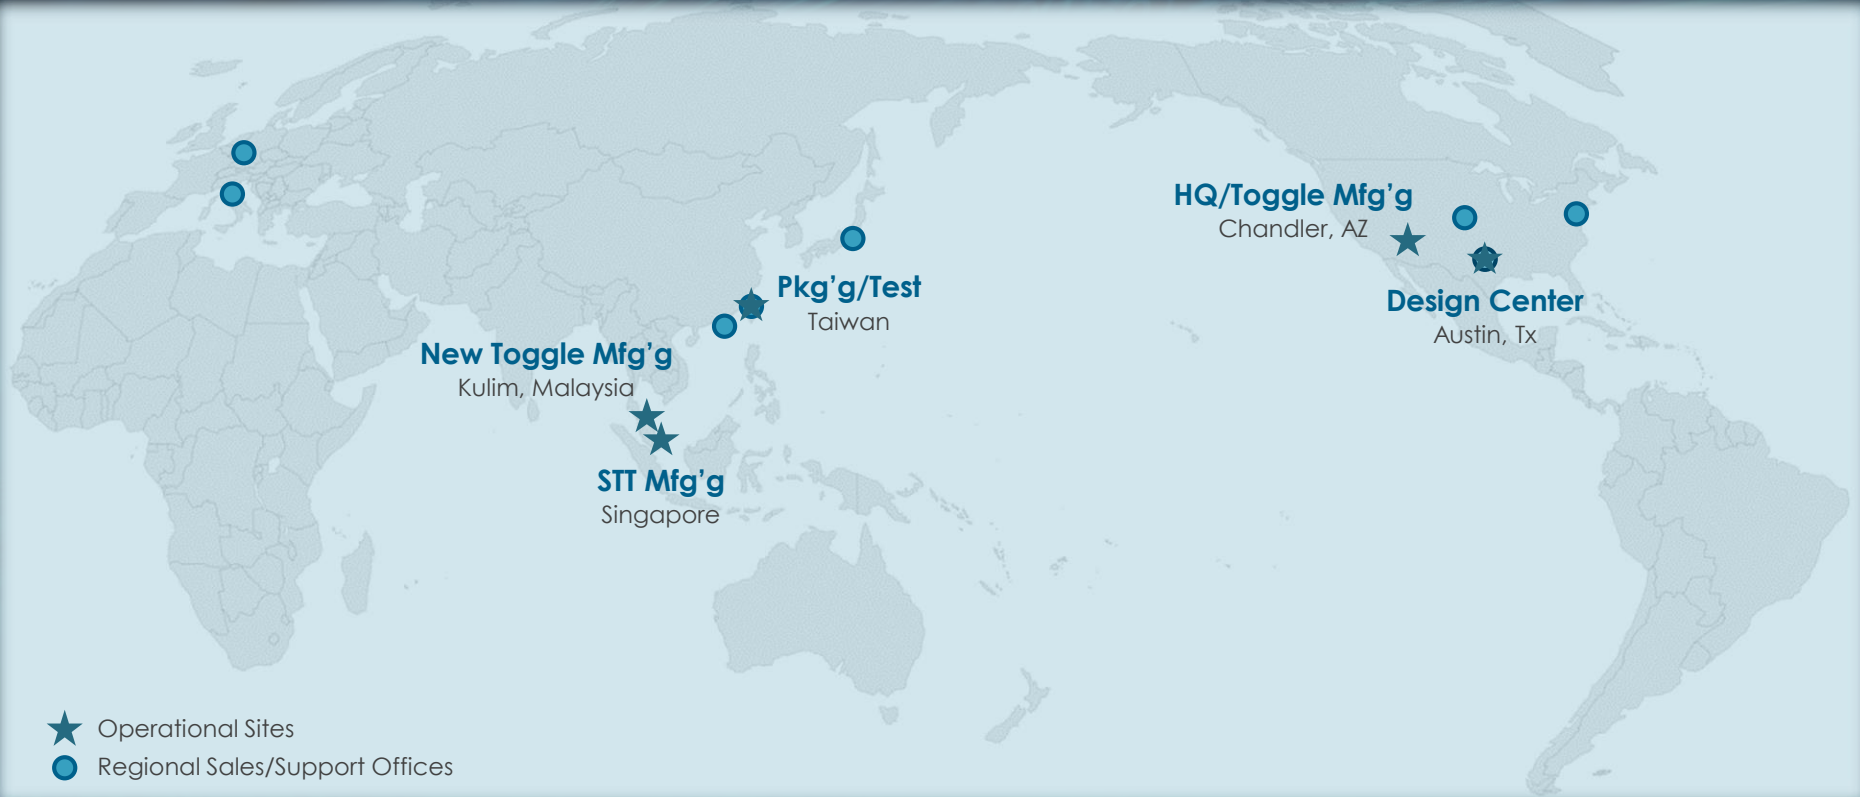 HQ/Toggle Mfg’g
Chandler, AZ
Pkg’g/Test
Taiwan
Design Center
Austin, Tx
New Toggle Mfg’g
Kulim, Malaysia
STT Mfg’g
Singapore
Operational Sites
Regional Sales/Support Offices